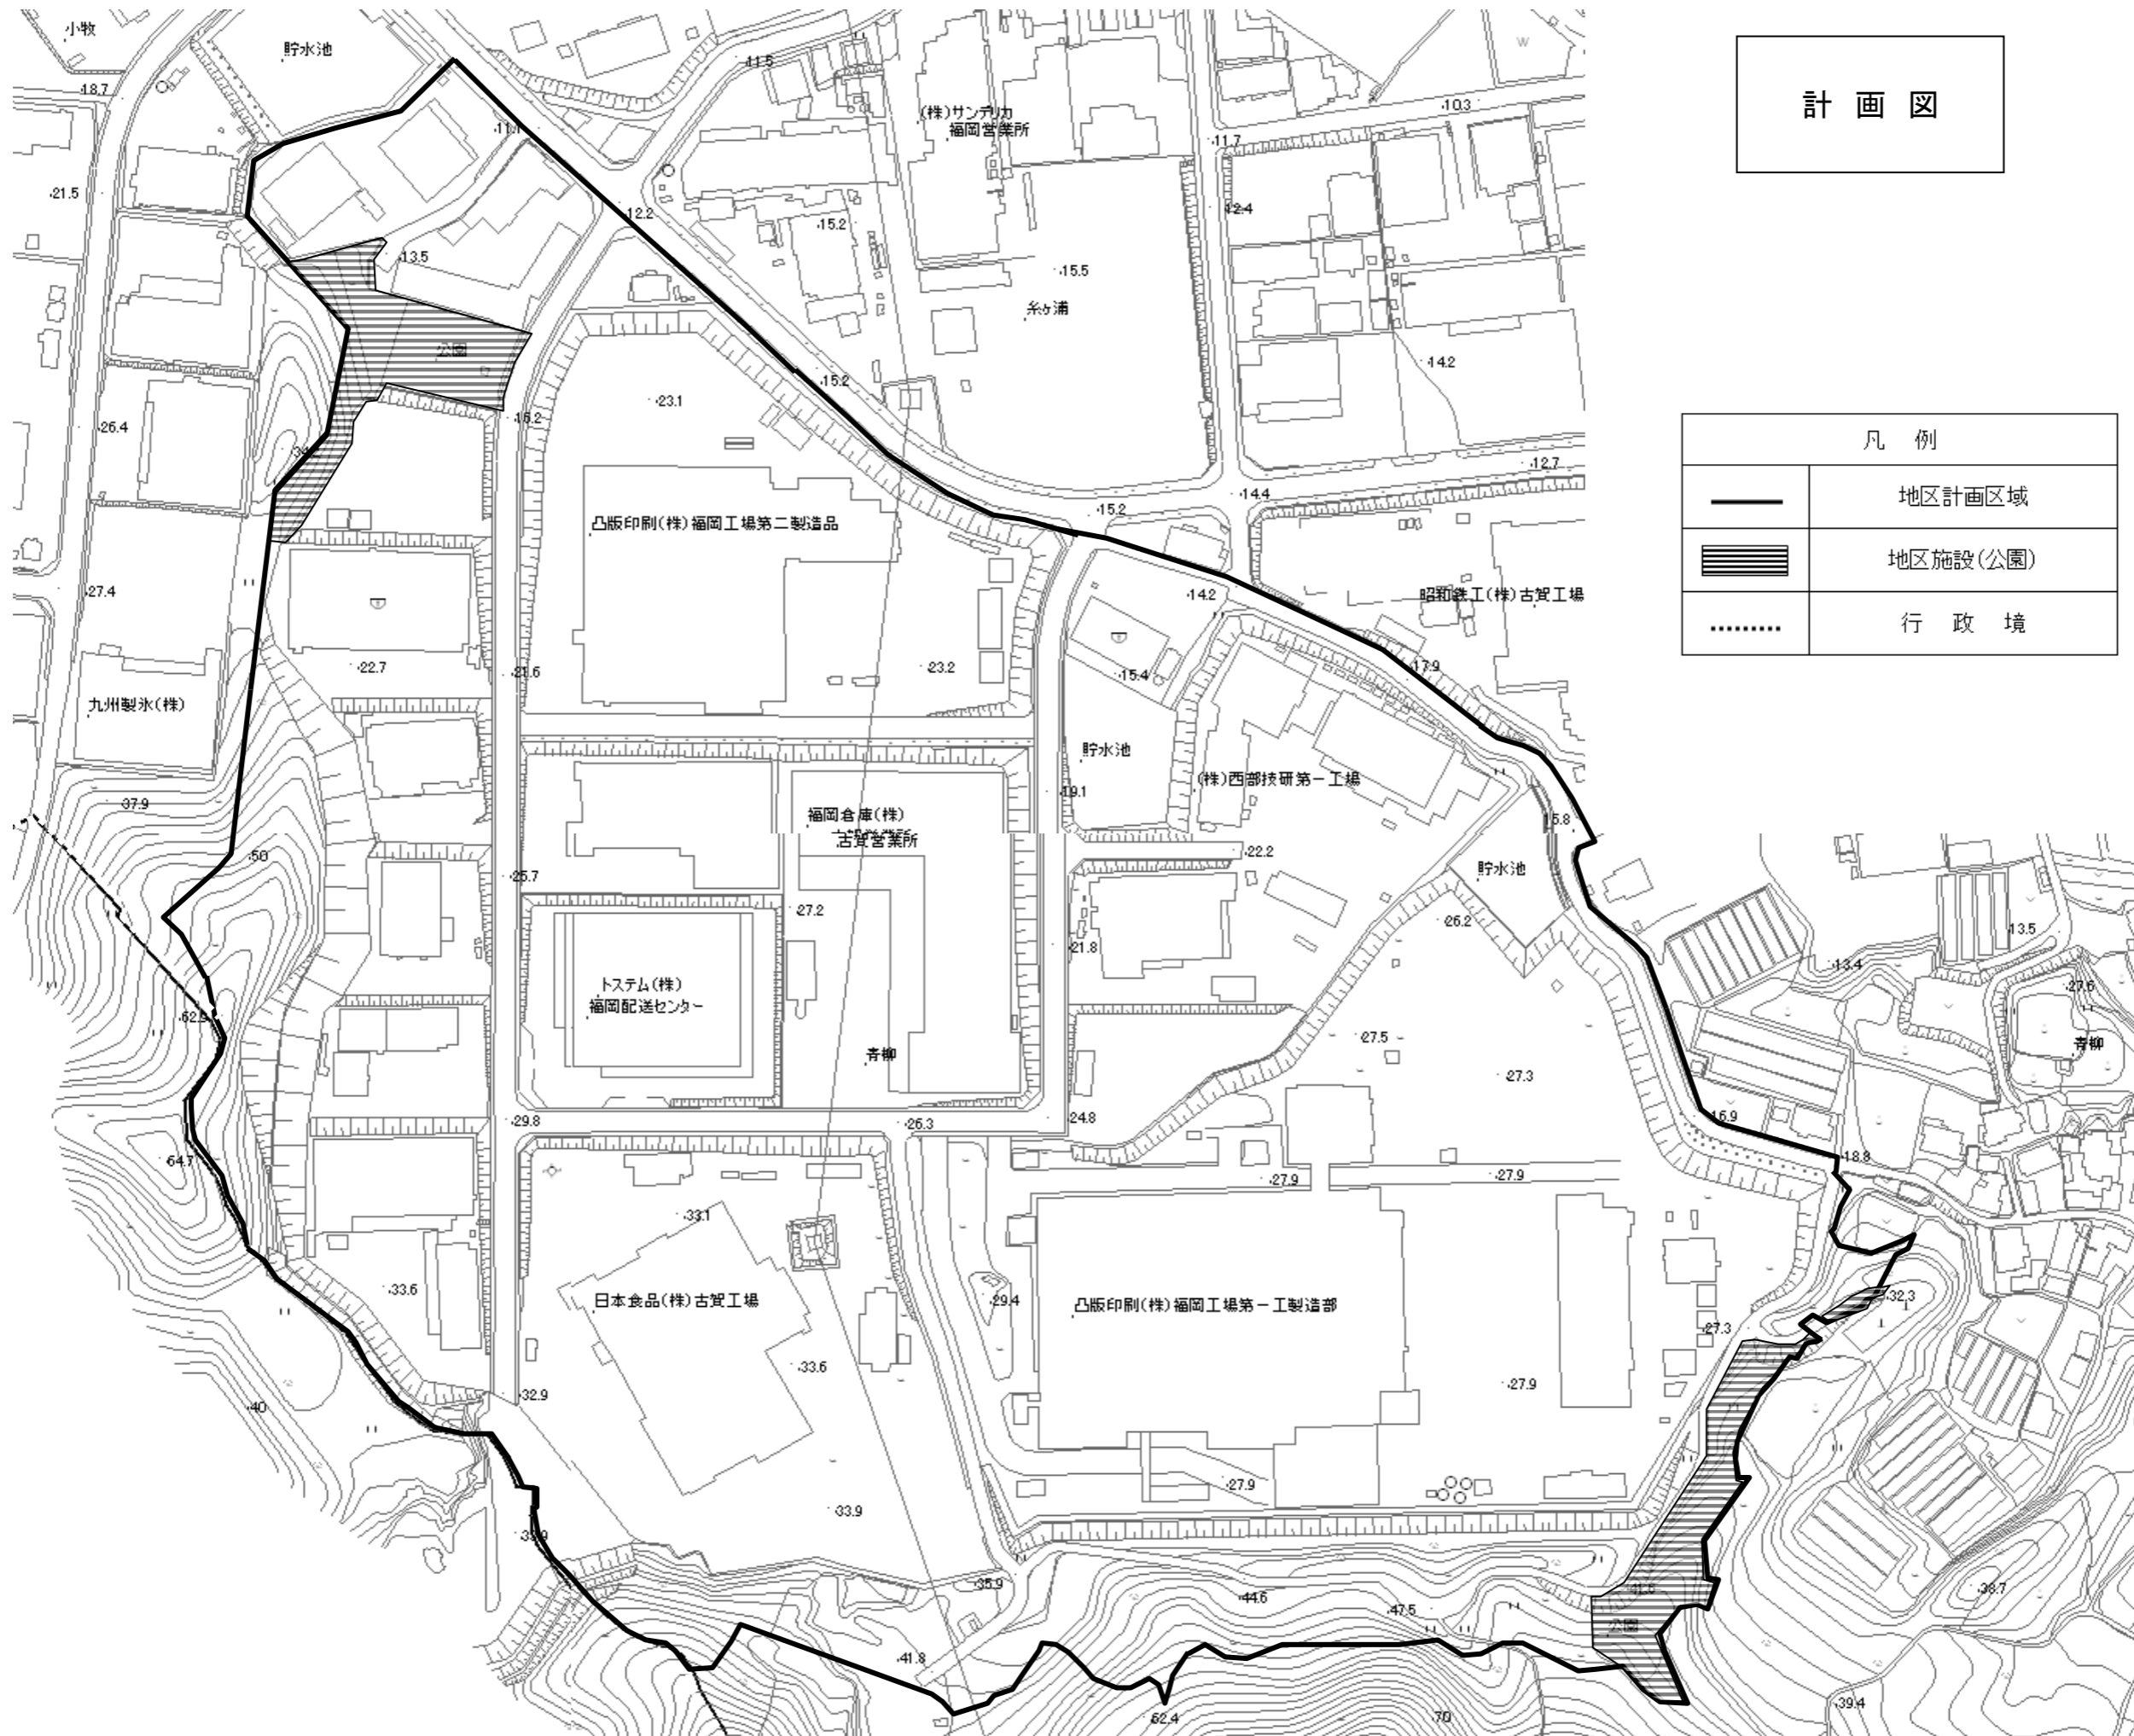 計 画 図
凡 例
地区計画区域
地区施設(公園)
行 政 境
小牧
貯水池
18.7
11.5
(株)サンデリカ
福岡営業所
10.3
11.1
11.7
21.5
12.2
12.4
15.2
13.5
15.5
糸ヶ浦
公園
14.2
15.2
23.1
16.2
26.4
12.7
14.4
15.2
凸版印刷(株)福岡工場第二製造品
27.4
14.2
昭和鉄工(株)古賀工場
22.7
21.6
23.2
15.4
17.9
九州製氷(株)
貯水池
(株)西部技研第一工場
37.9
19.1
福岡倉庫(株)
古賀営業所
15.8
50
22.2
25.7
貯水池
27.2
26.2
21.8
13.5
13.4
トステム(株)
福岡配送センター
27.6
62.9
27.5
青柳
青柳
27.3
29.8
26.3
24.8
16.9
64.7
18.8
27.9
27.9
33.1
33.6
日本食品(株)古賀工場
29.4
凸版印刷(株)福岡工場第一工製造部
32.3
27.3
33.6
32.9
27.9
40
27.9
33.9
35.9
44.6
47.5
38.7
公園
41.8
62.4
70
39.4